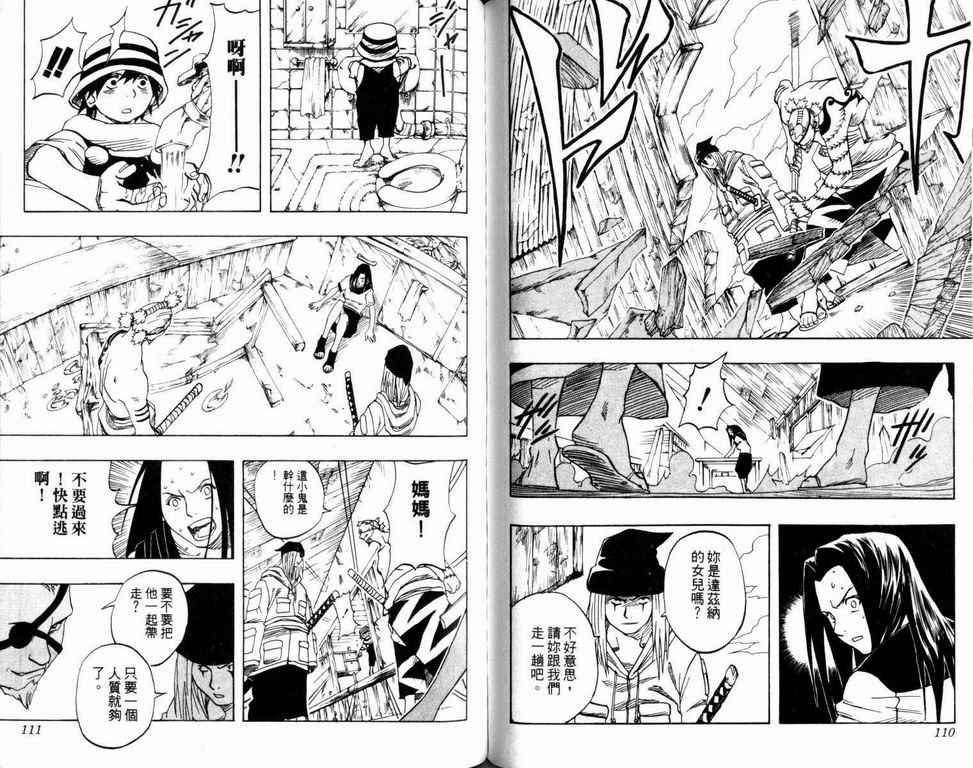 ドカ
!
妳是達茲納
的女兒嗎?
不好意思,
請妳跟我們
走一趟吧。
110
ガ
呀啊——!!
!!
媽媽!
這小鬼是
幹什麼的
!
不要過來
!快點逃
啊!
要不要把
他一起帶
走?
只要一個
人質就夠
了。
111